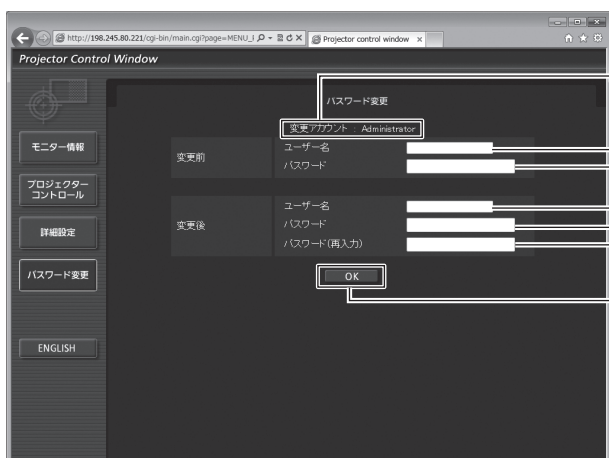 http://198.245.80.221/cgi-bin/main.cgi?page=MENU_
Projector control window
Projector Control Window
パスワード変更
変更アカウント : Administrator
モニター情報
変更前
ユーザー名
パスワード
プロジェクター
コントロール
変更後
ユーザー名
パスワード
パスワード(再入力)
詳細設定
パスワード変更
OK
ENGLISH